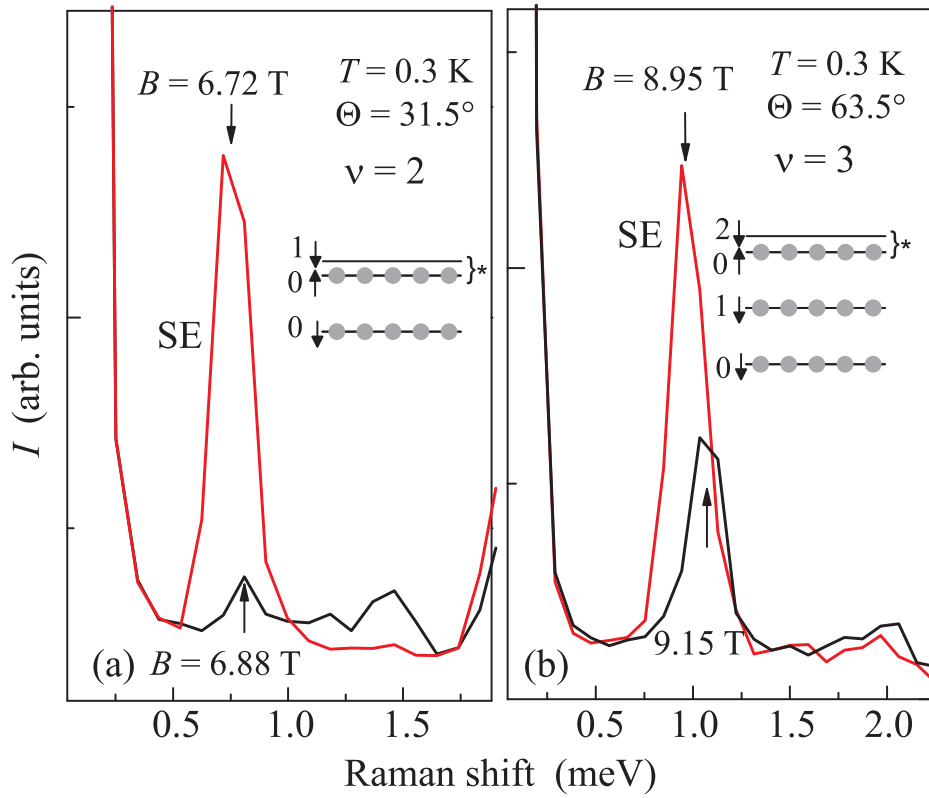 I (arb. units)
B = 6.72 T
T = 0.3 K
Θ = 31.5°
ν = 2
SE
1
0
}*
0
(a)
B = 6.88 T
0.5 1.0 1.5
B = 8.95 T
T = 0.3 K
Θ = 63.5°
ν = 3
SE
2
0
}*
1
0
(b)
9.15 T
0.5 1.0 1.5 2.0
Raman shift (meV)